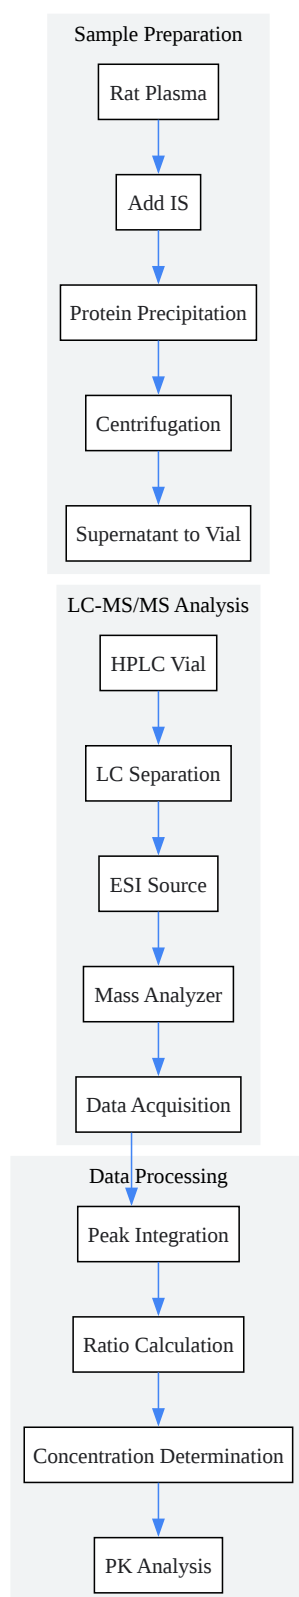 Sample Preparation
Rat Plasma
Add IS
Protein Precipitation
Centrifugation
Supernatant to Vial
LC-MS/MS Analysis
HPLC Vial
LC Separation
ESI Source
Mass Analyzer
Data Acquisition
Data Processing
Peak Integration
Ratio Calculation
Concentration Determination
PK Analysis